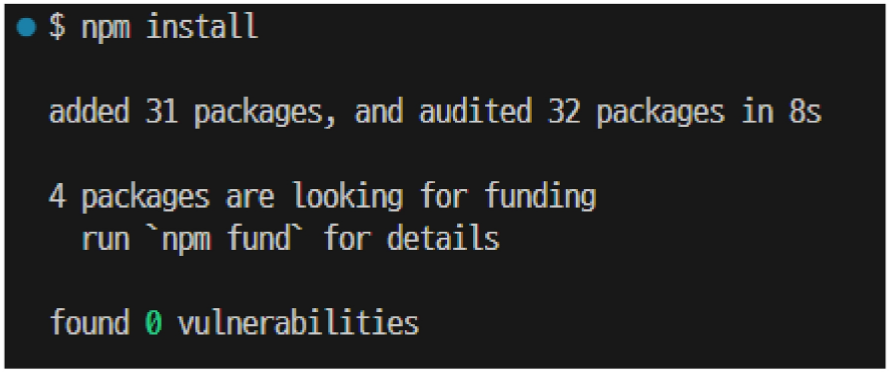 $ npm install
added 31 packages, and audited 32 packages in 8s
4 packages are looking for funding
run `npm fund` for details
found 0 vulnerabilities